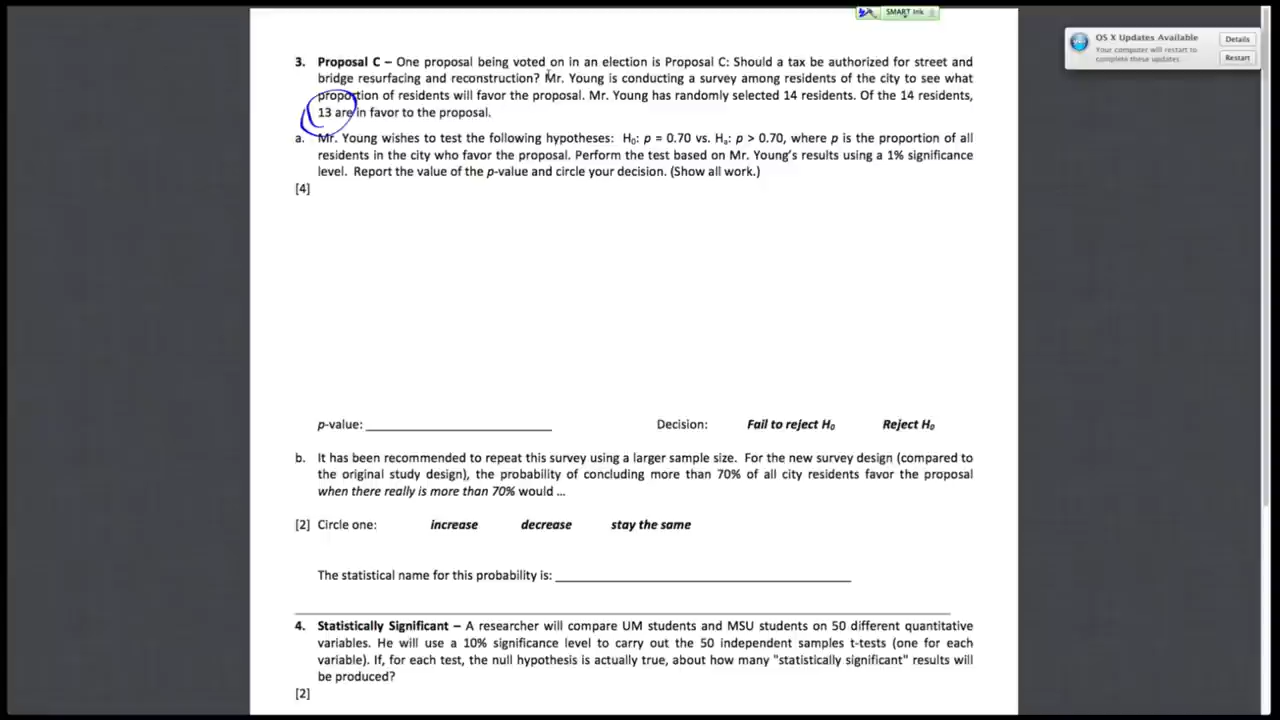 SMART Ink
OS X Updates Available
Your computer will restart to
complete these updates.
Details
Restart
3. Proposal C – One proposal being voted on in an election is Proposal C: Should a tax be authorized for street and
bridge resurfacing and reconstruction? Mr. Young is conducting a survey among residents of the city to see what
proportion of residents will favor the proposal. Mr. Young has randomly selected 14 residents. Of the 14 residents,
13 are in favor to the proposal.
a. Mr. Young wishes to test the following hypotheses: H₀: p = 0.70 vs. Hₐ: p > 0.70, where p is the proportion of all
residents in the city who favor the proposal. Perform the test based on Mr. Young's results using a 1% significance
level. Report the value of the p-value and circle your decision. (Show all work.)
[4]
p-value: ____________________________ Decision: Fail to reject H₀ Reject H₀
b. It has been recommended to repeat this survey using a larger sample size. For the new survey design (compared to
the original study design), the probability of concluding more than 70% of all city residents favor the proposal
when there really is more than 70% would …
[2] Circle one: increase decrease stay the same
The statistical name for this probability is: ____________________________________________
4. Statistically Significant – A researcher will compare UM students and MSU students on 50 different quantitative
variables. He will use a 10% significance level to carry out the 50 independent samples t-tests (one for each
variable). If, for each test, the null hypothesis is actually true, about how many "statistically significant" results will
be produced?
[2]